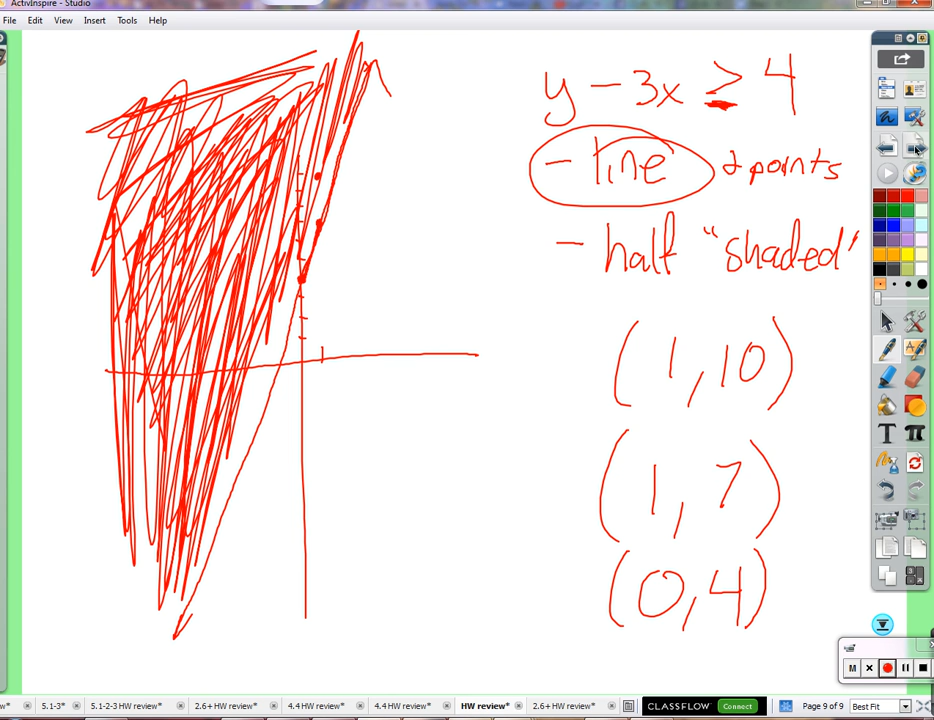 ActivInspire - Studio
File Edit View Insert Tools Help
y - 3x ≥ 4
- line 2 points
- half "shaded"
(1, 10)
(1, 7)
(0, 4)
T π
M
5.1-3* 5.1-2-3 HW review* 2.6+ HW review* 4.4 HW review* 4.4 HW review* HW review* 2.6+ HW review* CLASSFLOW Connect Page 9 of 9 Best Fit